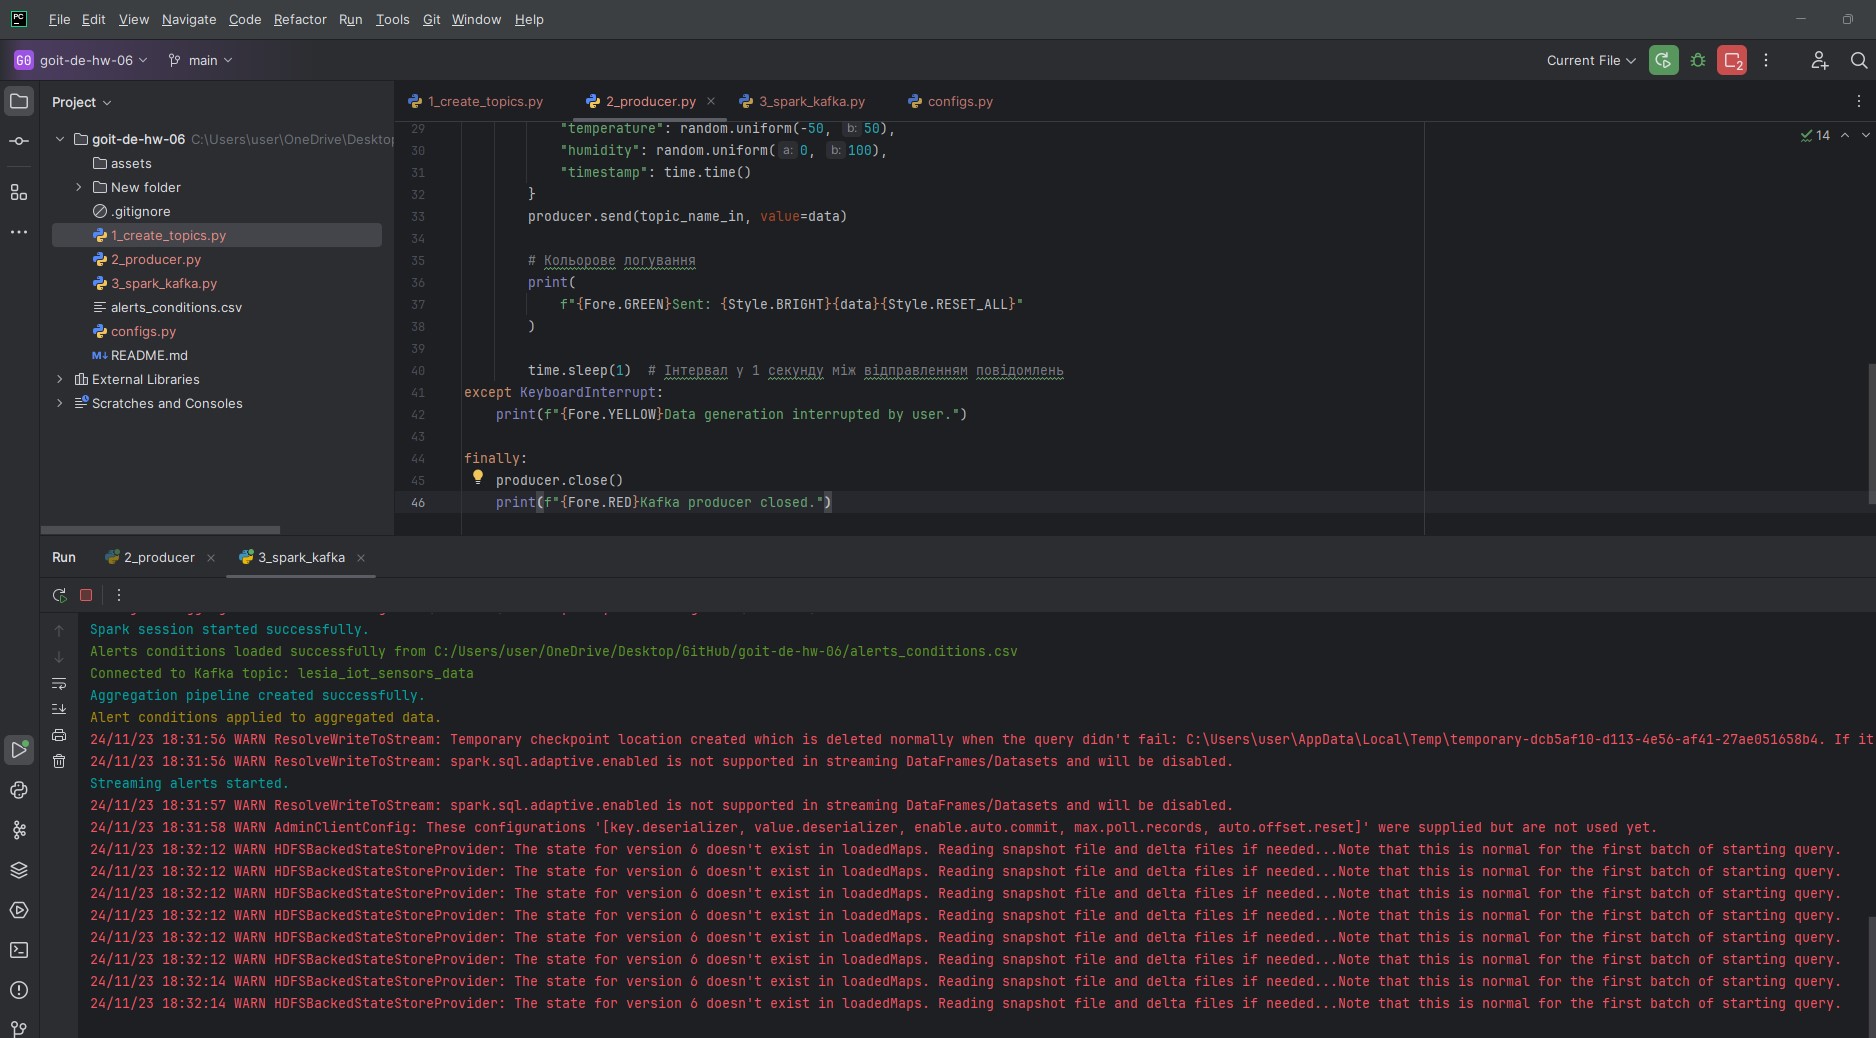 PC
File Edit View Navigate Code Refactor Run Tools Git Window Help
GO goit-de-hw-06 main Current File 2
Project
1_create_topics.py 2_producer.py 3_spark_kafka.py configs.py
goit-de-hw-06 C:\Users\user\OneDrive\Desktop
assets
New folder
.gitignore
1_create_topics.py
2_producer.py
3_spark_kafka.py
alerts_conditions.csv
configs.py
M↓ README.md
External Libraries
Scratches and Consoles
14
29 "temperature": random.uniform(-50, b: 50),
30 "humidity": random.uniform( a: 0, b: 100),
31 "timestamp": time.time()
32 }
33 producer.send(topic_name_in, value=data)
34
35 # Кольорове логування
36 print(
37 f"{Fore.GREEN}Sent: {Style.BRIGHT}{data}{Style.RESET_ALL}"
38 )
39
40 time.sleep(1) # Інтервал у 1 секунду між відправленням повідомлень
41 except KeyboardInterrupt:
42 print(f"{Fore.YELLOW}Data generation interrupted by user.")
43
44 finally:
45 producer.close()
46 print(f"{Fore.RED}Kafka producer closed.")
Run 2_producer 3_spark_kafka
Spark session started successfully.
Alerts conditions loaded successfully from C:/Users/user/OneDrive/Desktop/GitHub/goit-de-hw-06/alerts_conditions.csv
Connected to Kafka topic: lesia_iot_sensors_data
Aggregation pipeline created successfully.
Alert conditions applied to aggregated data.
24/11/23 18:31:56 WARN ResolveWriteToStream: Temporary checkpoint location created which is deleted normally when the query didn't fail: C:\Users\user\AppData\Local\Temp\temporary-dcb5af10-d113-4e56-af41-27ae051658b4. If it
24/11/23 18:31:56 WARN ResolveWriteToStream: spark.sql.adaptive.enabled is not supported in streaming DataFrames/Datasets and will be disabled.
Streaming alerts started.
24/11/23 18:31:57 WARN ResolveWriteToStream: spark.sql.adaptive.enabled is not supported in streaming DataFrames/Datasets and will be disabled.
24/11/23 18:31:58 WARN AdminClientConfig: These configurations '[key.deserializer, value.deserializer, enable.auto.commit, max.poll.records, auto.offset.reset]' were supplied but are not used yet.
24/11/23 18:32:12 WARN HDFSBackedStateStoreProvider: The state for version 6 doesn't exist in loadedMaps. Reading snapshot file and delta files if needed...Note that this is normal for the first batch of starting query.
24/11/23 18:32:12 WARN HDFSBackedStateStoreProvider: The state for version 6 doesn't exist in loadedMaps. Reading snapshot file and delta files if needed...Note that this is normal for the first batch of starting query.
24/11/23 18:32:12 WARN HDFSBackedStateStoreProvider: The state for version 6 doesn't exist in loadedMaps. Reading snapshot file and delta files if needed...Note that this is normal for the first batch of starting query.
24/11/23 18:32:12 WARN HDFSBackedStateStoreProvider: The state for version 6 doesn't exist in loadedMaps. Reading snapshot file and delta files if needed...Note that this is normal for the first batch of starting query.
24/11/23 18:32:12 WARN HDFSBackedStateStoreProvider: The state for version 6 doesn't exist in loadedMaps. Reading snapshot file and delta files if needed...Note that this is normal for the first batch of starting query.
24/11/23 18:32:12 WARN HDFSBackedStateStoreProvider: The state for version 6 doesn't exist in loadedMaps. Reading snapshot file and delta files if needed...Note that this is normal for the first batch of starting query.
24/11/23 18:32:14 WARN HDFSBackedStateStoreProvider: The state for version 6 doesn't exist in loadedMaps. Reading snapshot file and delta files if needed...Note that this is normal for the first batch of starting query.
24/11/23 18:32:14 WARN HDFSBackedStateStoreProvider: The state for version 6 doesn't exist in loadedMaps. Reading snapshot file and delta files if needed...Note that this is normal for the first batch of starting query.